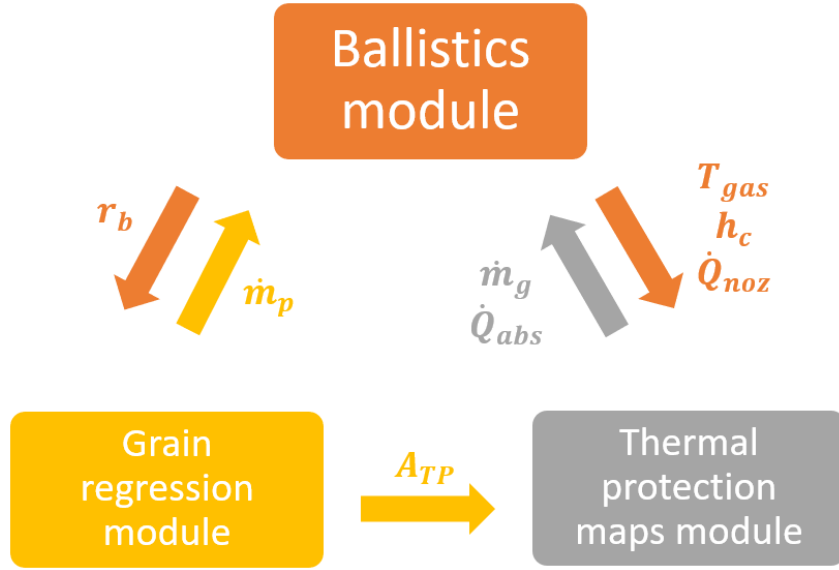 Ballistics
module
r_b
ṁ_p
ṁ_g
Q̇_abs
T_gas
h_c
Q̇_noz
Grain
regression
module
A_TP
Thermal
protection
maps module